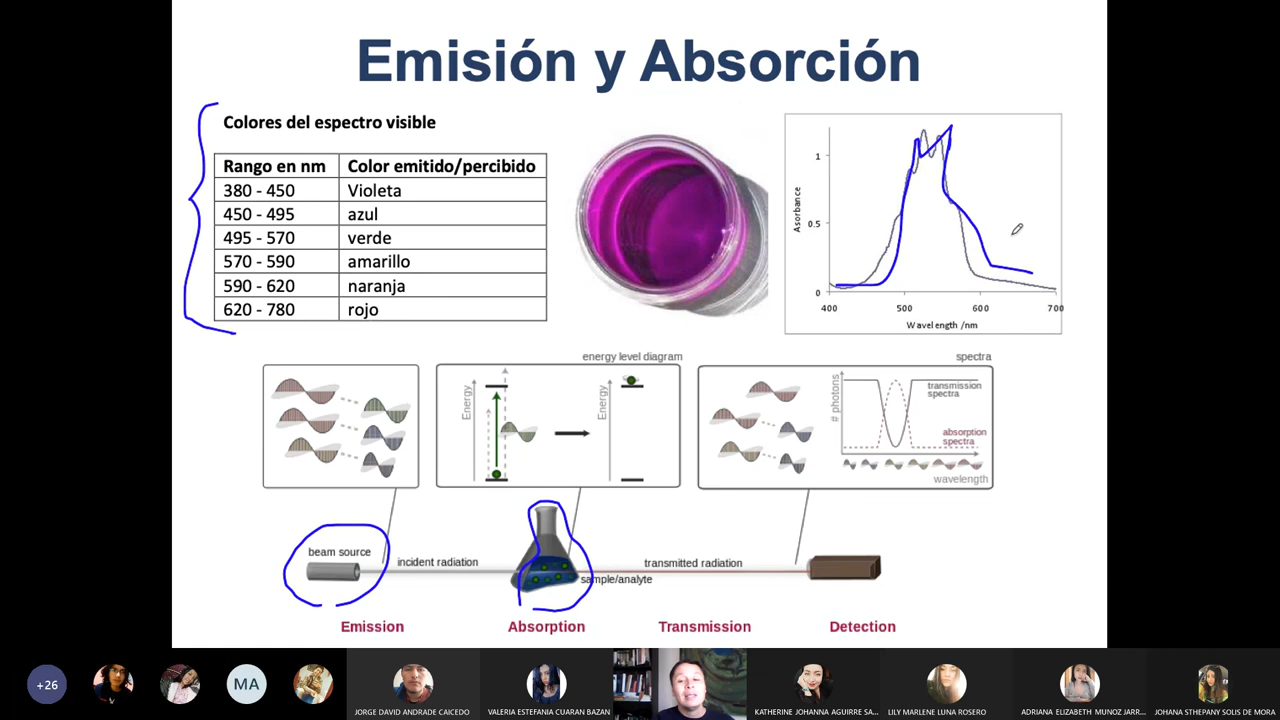 Emisión y Absorción
Colores del espectro visible
Rango en nm Color emitido/percibido
380 - 450 Violeta
450 - 495 azul
495 - 570 verde
570 - 590 amarillo
590 - 620 naranja
620 - 780 rojo
Asorbance
1
0.5
0
400 500 600 700
Wavelength /nm
energy level diagram
spectra
Energy
Energy
# photons
transmission
spectra
absorption
spectra
wavelength
beam source
incident radiation
sample/analyte
transmitted radiation
Emission Absorption Transmission Detection
+26
MA
JORGE DAVID ANDRADE CAICEDO
VALERIA ESTEFANIA CUARAN BAZAN
KATHERINE JOHANNA AGUIRRE SA...
LILY MARLENE LUNA ROSERO
ADRIANA ELIZABETH MUNOZ JARR...
JOHANA STHEPANY SOLIS DE MORA